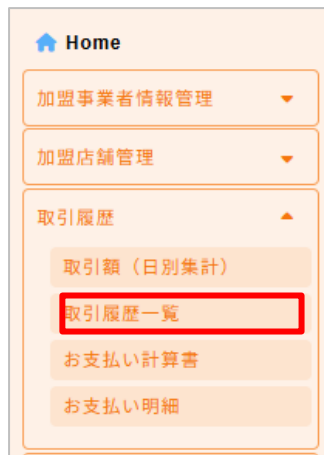 Home
加盟事業者情報管理
加盟店舗管理
取引履歴
取引額（日別集計）
取引履歴一覧
お支払い計算書
お支払い明細